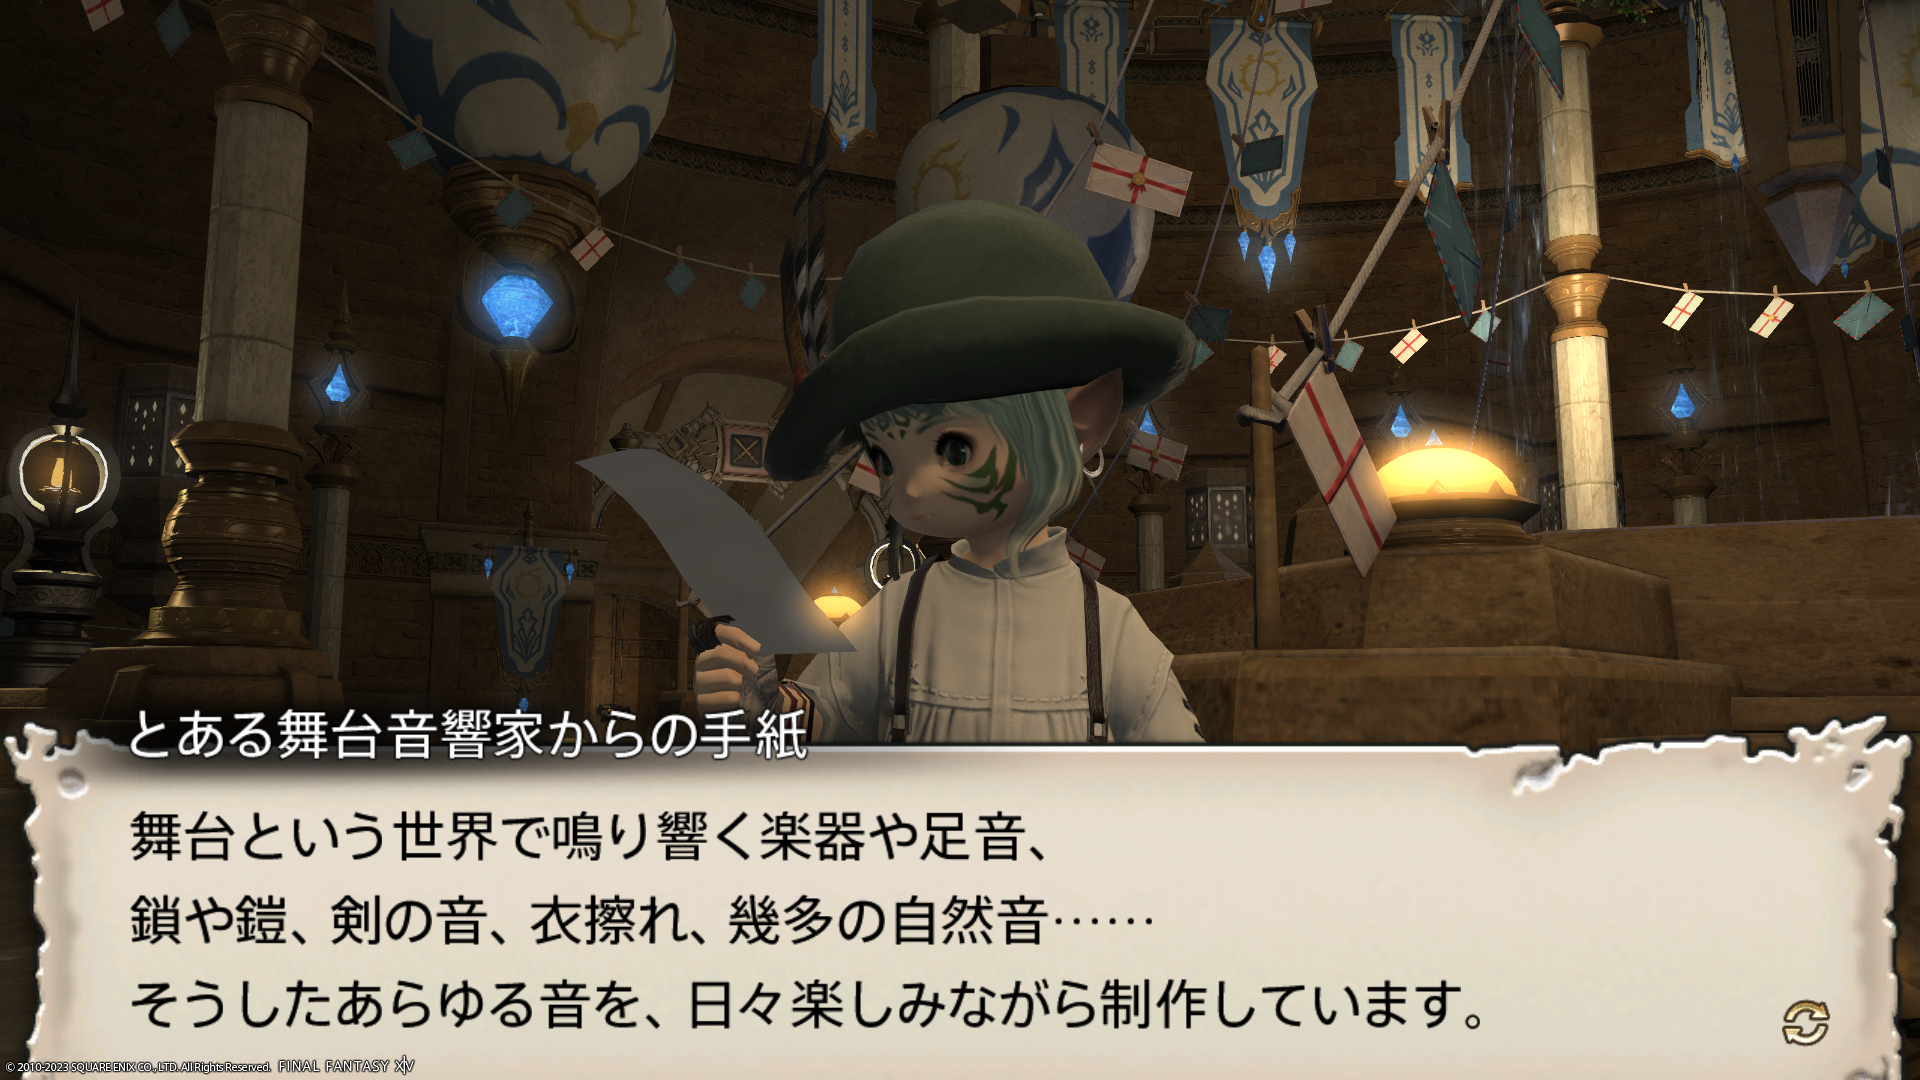 とある舞台音響家からの手紙
舞台という世界で鳴り響く楽器や足音、
鎖や鎧、剣の音、衣擦れ、幾多の自然音……
そうしたあらゆる音を、日々楽しみながら制作しています。
© 2010-2023 SQUARE ENIX CO., LTD. All Rights Reserved. FINAL FANTASY XIV